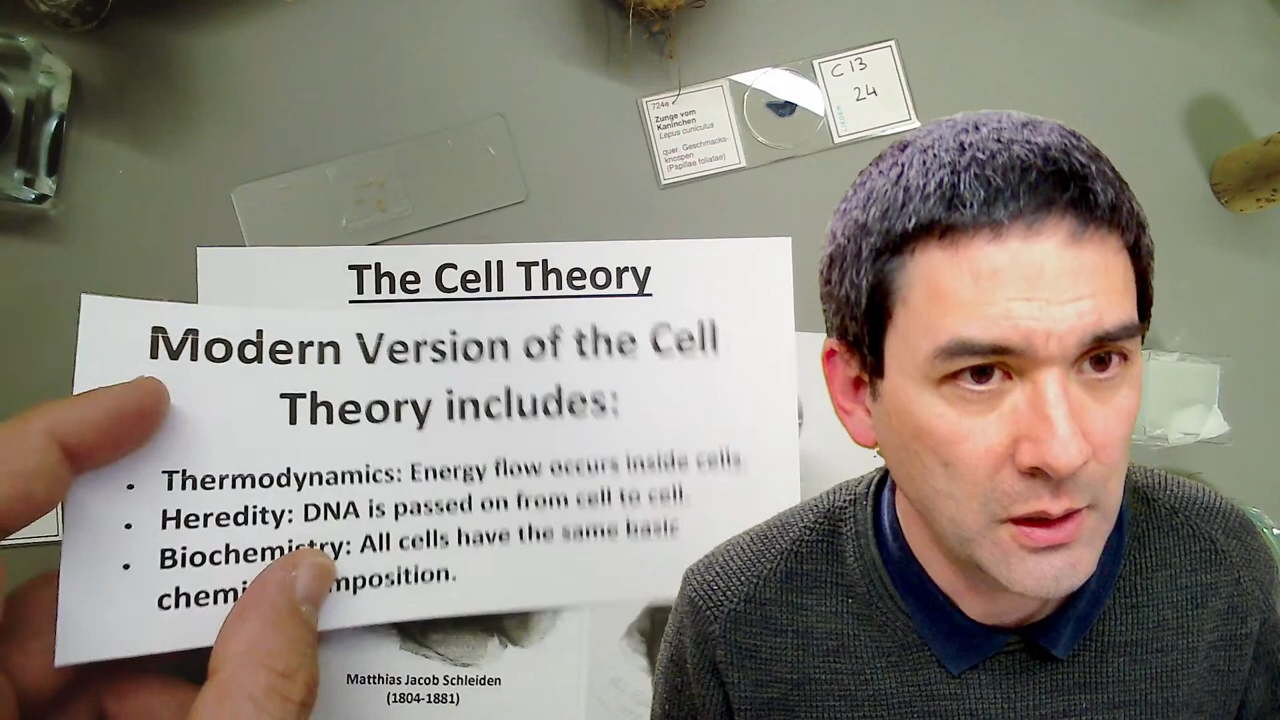 724a
Zunge vom
Kaninchen
Lepus cuniculus
quer. Geschmacks-
knospen
(Papillae foliatae)
C 13
24
LIEDER
The Cell Theory
Modern Version of the Cell
Theory includes:
• Thermodynamics: Energy flow occurs inside cells.
• Heredity: DNA is passed on from cell to cell.
• Biochemistry: All cells have the same basic
Matthias Jacob Schleiden
(1804-1881)